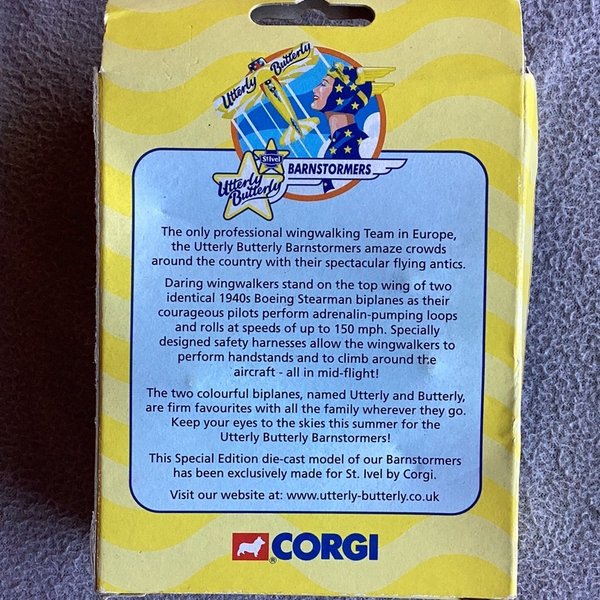 Utterly Butterly
St Ivel
Utterly
Butterly
BARNSTORMERS
The only professional wingwalking Team in Europe,
the Utterly Butterly Barnstormers amaze crowds
around the country with their spectacular flying antics.
Daring wingwalkers stand on the top wing of two
identical 1940s Boeing Stearman biplanes as their
courageous pilots perform adrenalin-pumping loops
and rolls at speeds of up to 150 mph. Specially
designed safety harnesses allow the wingwalkers to
perform handstands and to climb around the
aircraft - all in mid-flight!
The two colourful biplanes, named Utterly and Butterly,
are firm favourites with all the family wherever they go.
Keep your eyes to the skies this summer for the
Utterly Butterly Barnstormers!
This Special Edition die-cast model of our Barnstormers
has been exclusively made for St. Ivel by Corgi.
Visit our website at: www.utterly-butterly.co.uk
® CORGI